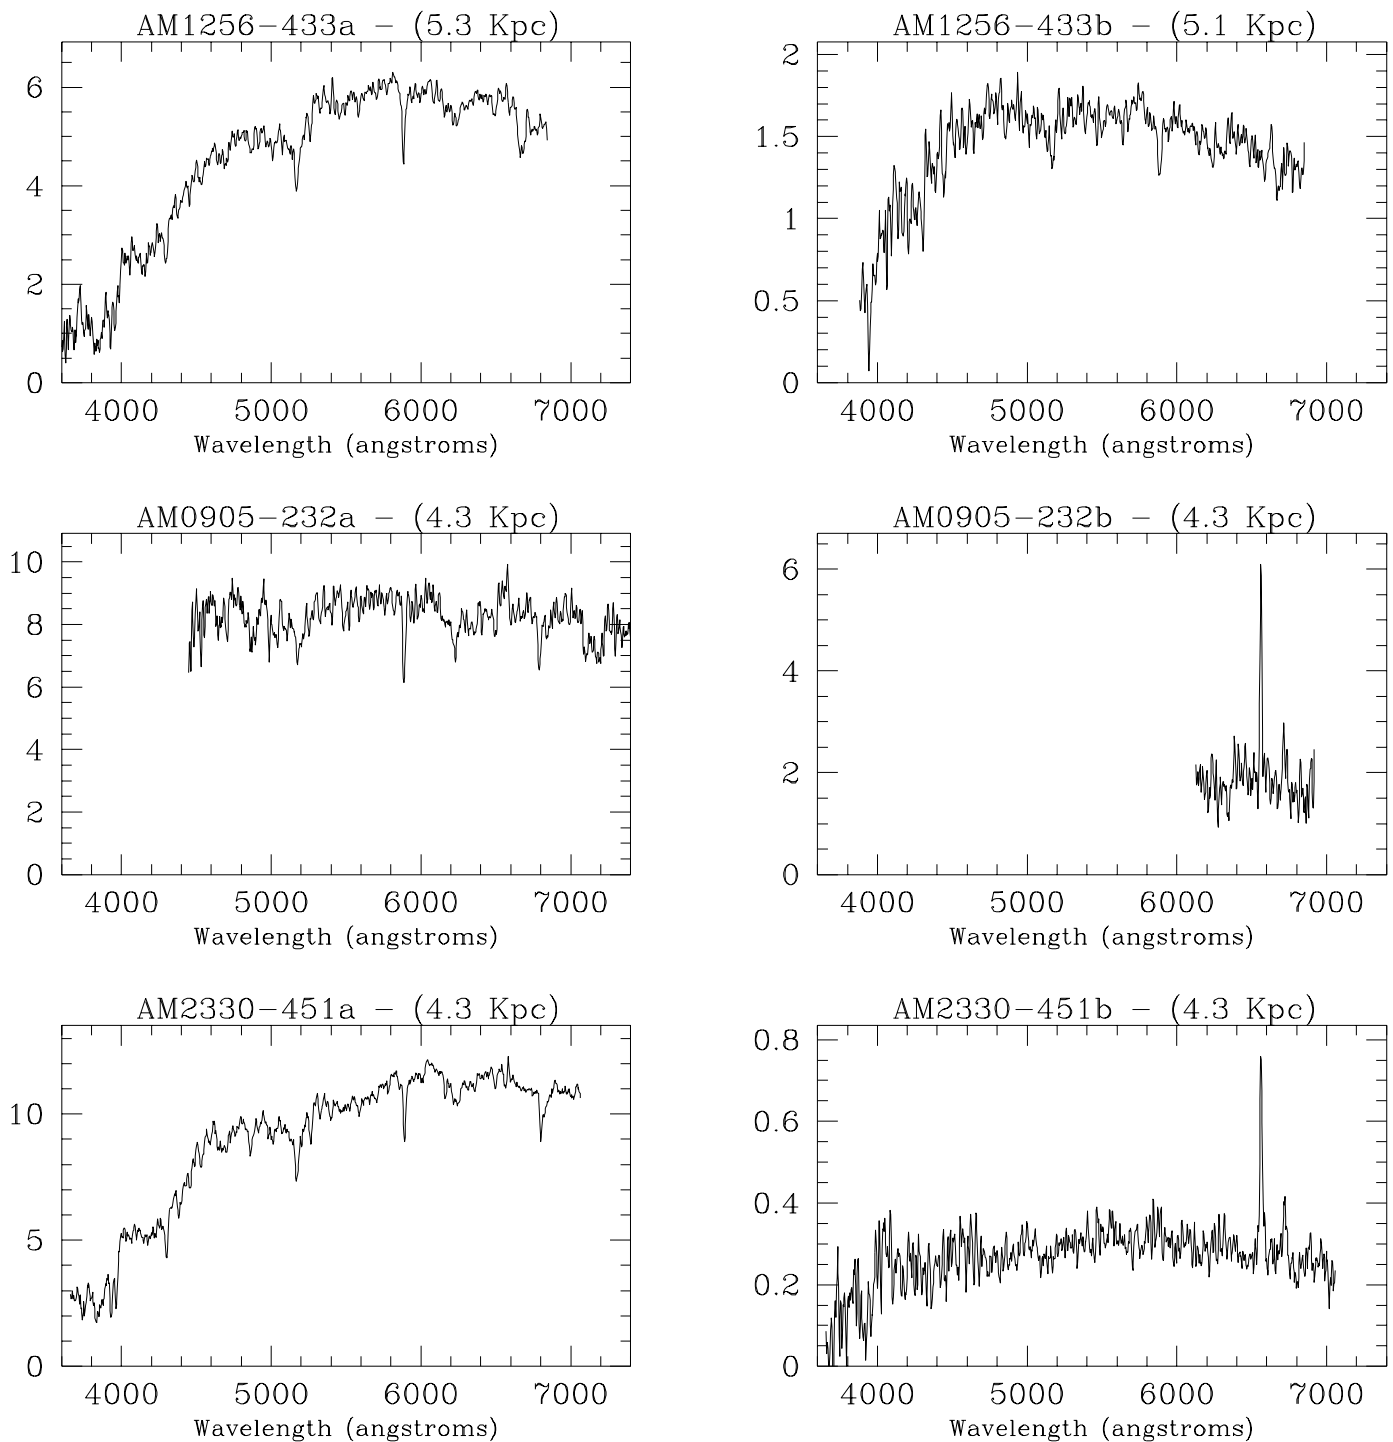 AM1256-433a - (5.3 Kpc)
6
4
2
0
4000 5000 6000 7000
Wavelength (angstroms)
AM1256-433b - (5.1 Kpc)
2
1.5
1
0.5
0
4000 5000 6000 7000
Wavelength (angstroms)
AM0905-232a - (4.3 Kpc)
10
8
6
4
2
0
4000 5000 6000 7000
Wavelength (angstroms)
AM0905-232b - (4.3 Kpc)
6
4
2
0
4000 5000 6000 7000
Wavelength (angstroms)
AM2330-451a - (4.3 Kpc)
10
5
0
4000 5000 6000 7000
Wavelength (angstroms)
AM2330-451b - (4.3 Kpc)
0.8
0.6
0.4
0.2
0
4000 5000 6000 7000
Wavelength (angstroms)